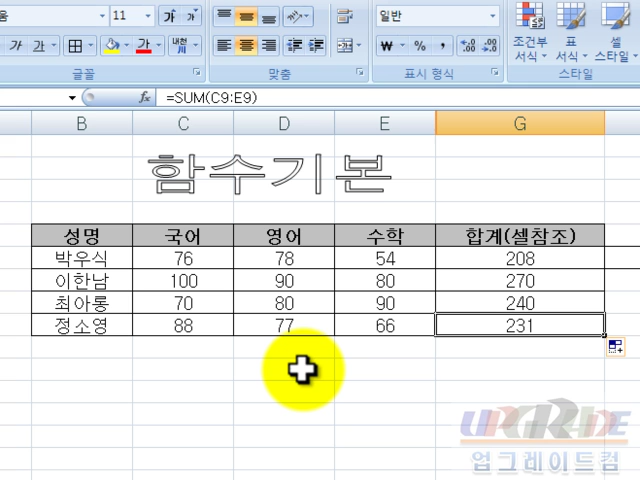 움 11 가 가 일반
가 가 가 내천 ₩ % , .0 .00 .00 .0 조건부 서식 표 서식 셀 스타일
글꼴 맞춤 표시 형식 스타일
fx =SUM(C9:E9)
B C D E G
함수기본
성명 국어 영어 수학 합계(셀참조)
박우식 76 78 54 208
이한남 100 90 80 270
최아롱 70 80 90 240
정소영 88 77 66 231
UPGRADE
업그레이드컴